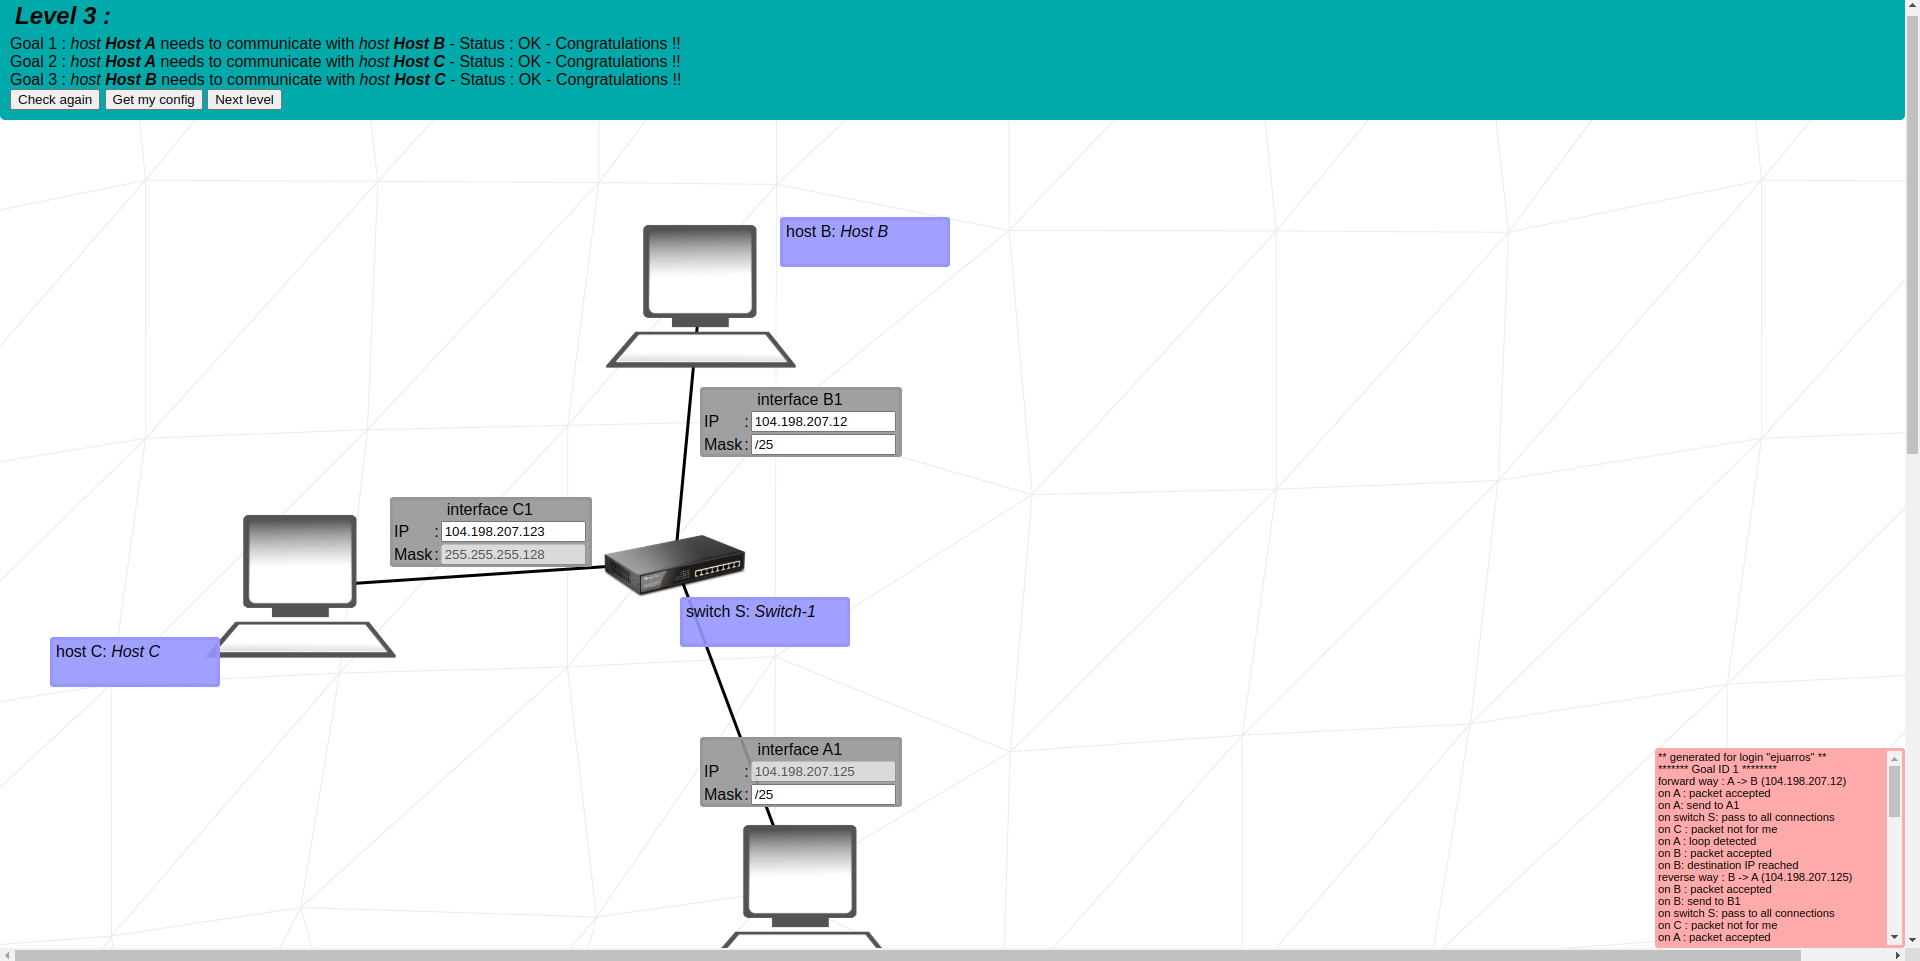 Level 3 :
Goal 1 : host Host A needs to communicate with host Host B - Status : OK - Congratulations !!
Goal 2 : host Host A needs to communicate with host Host C - Status : OK - Congratulations !!
Goal 3 : host Host B needs to communicate with host Host C - Status : OK - Congratulations !!
Check again Get my config Next level
host B: Host B
interface B1
IP : 104.198.207.12
Mask : /25
interface C1
IP : 104.198.207.123
Mask : 255.255.255.128
switch S: Switch-1
host C: Host C
interface A1
IP : 104.198.207.125
Mask : /25
** generated for login "ejuarros" **
******* Goal ID 1 ********
forward way : A -> B (104.198.207.12)
on A : packet accepted
on A: send to A1
on switch S: pass to all connections
on C : packet not for me
on A : loop detected
on B : packet accepted
on B: destination IP reached
reverse way : B -> A (104.198.207.125)
on B : packet accepted
on B: send to B1
on switch S: pass to all connections
on C : packet not for me
on A : packet accepted